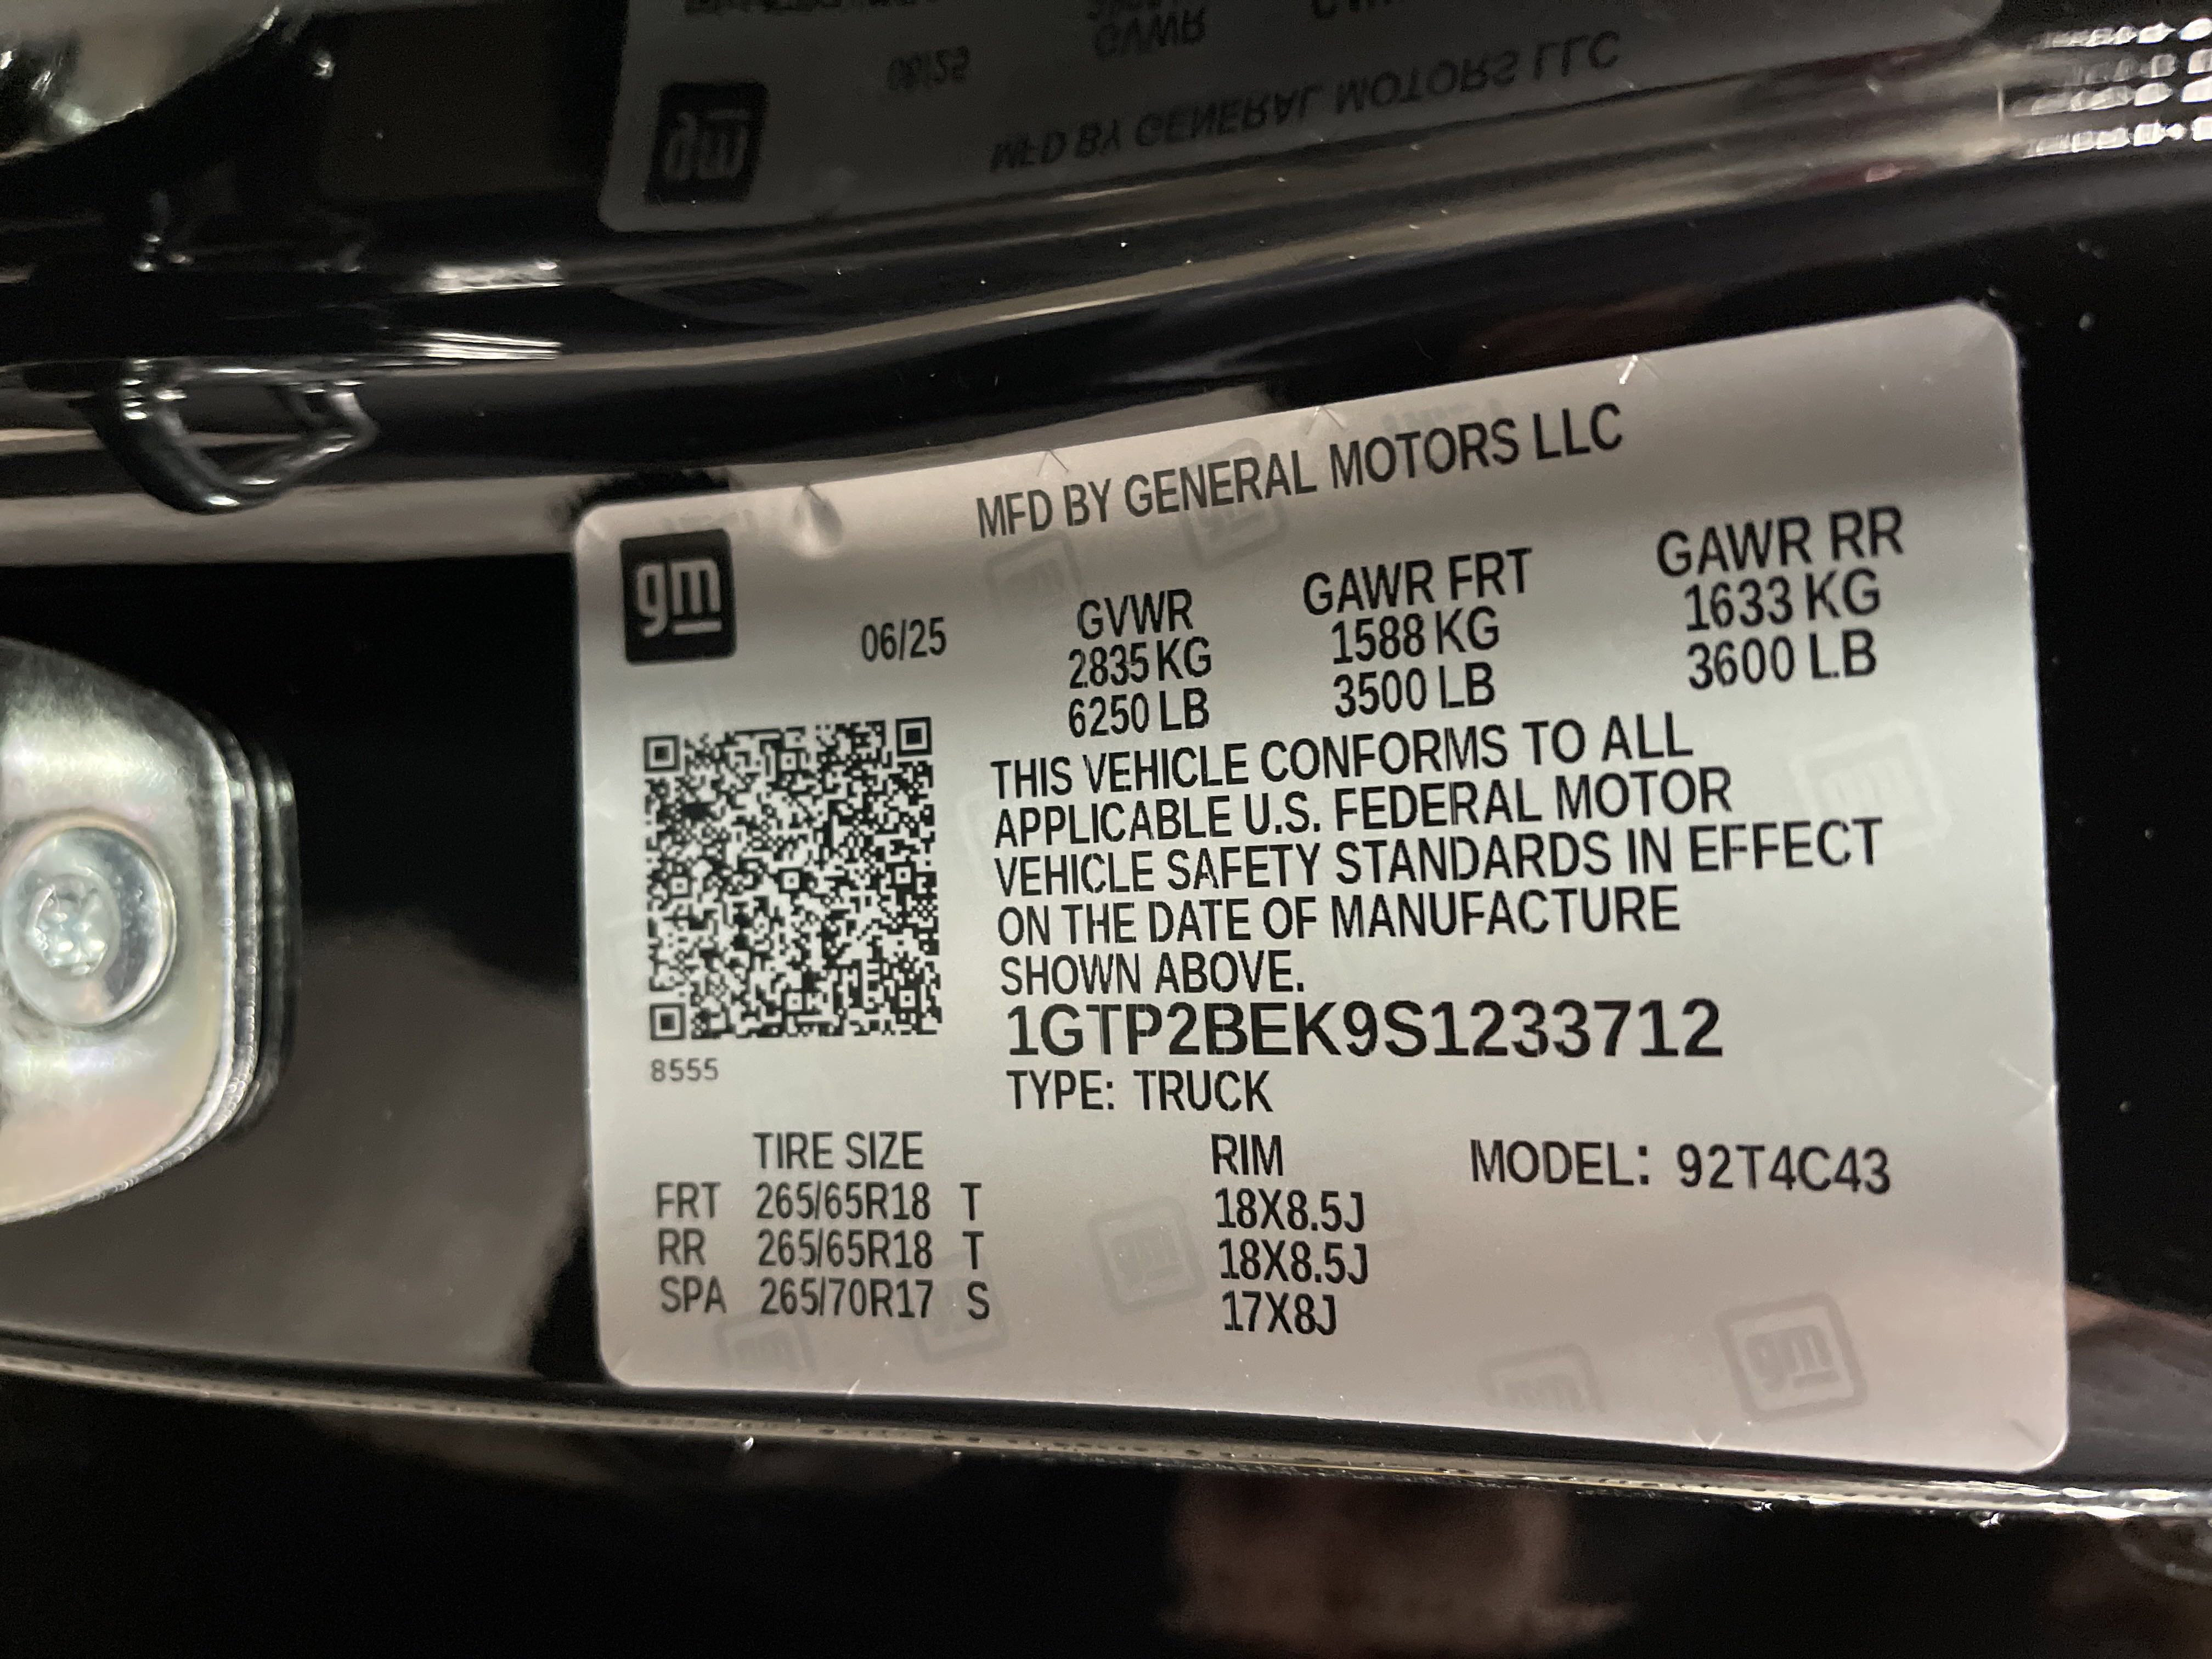 MFD BY GENERAL MOTORS LLC
gm
06/25
GVWR
2835 KG
6250 LB
GAWR FRT
1588 KG
3500 LB
GAWR RR
1633 KG
3600 LB
THIS VEHICLE CONFORMS TO ALL
APPLICABLE U.S. FEDERAL MOTOR
VEHICLE SAFETY STANDARDS IN EFFECT
ON THE DATE OF MANUFACTURE
SHOWN ABOVE.
1GTP2BEK9S1233712
8555
TYPE: TRUCK
TIRE SIZE RIM MODEL: 92T4C43
FRT 265/65R18 T 18X8.5J
RR 265/65R18 T 18X8.5J
SPA 265/70R17 S 17X8J